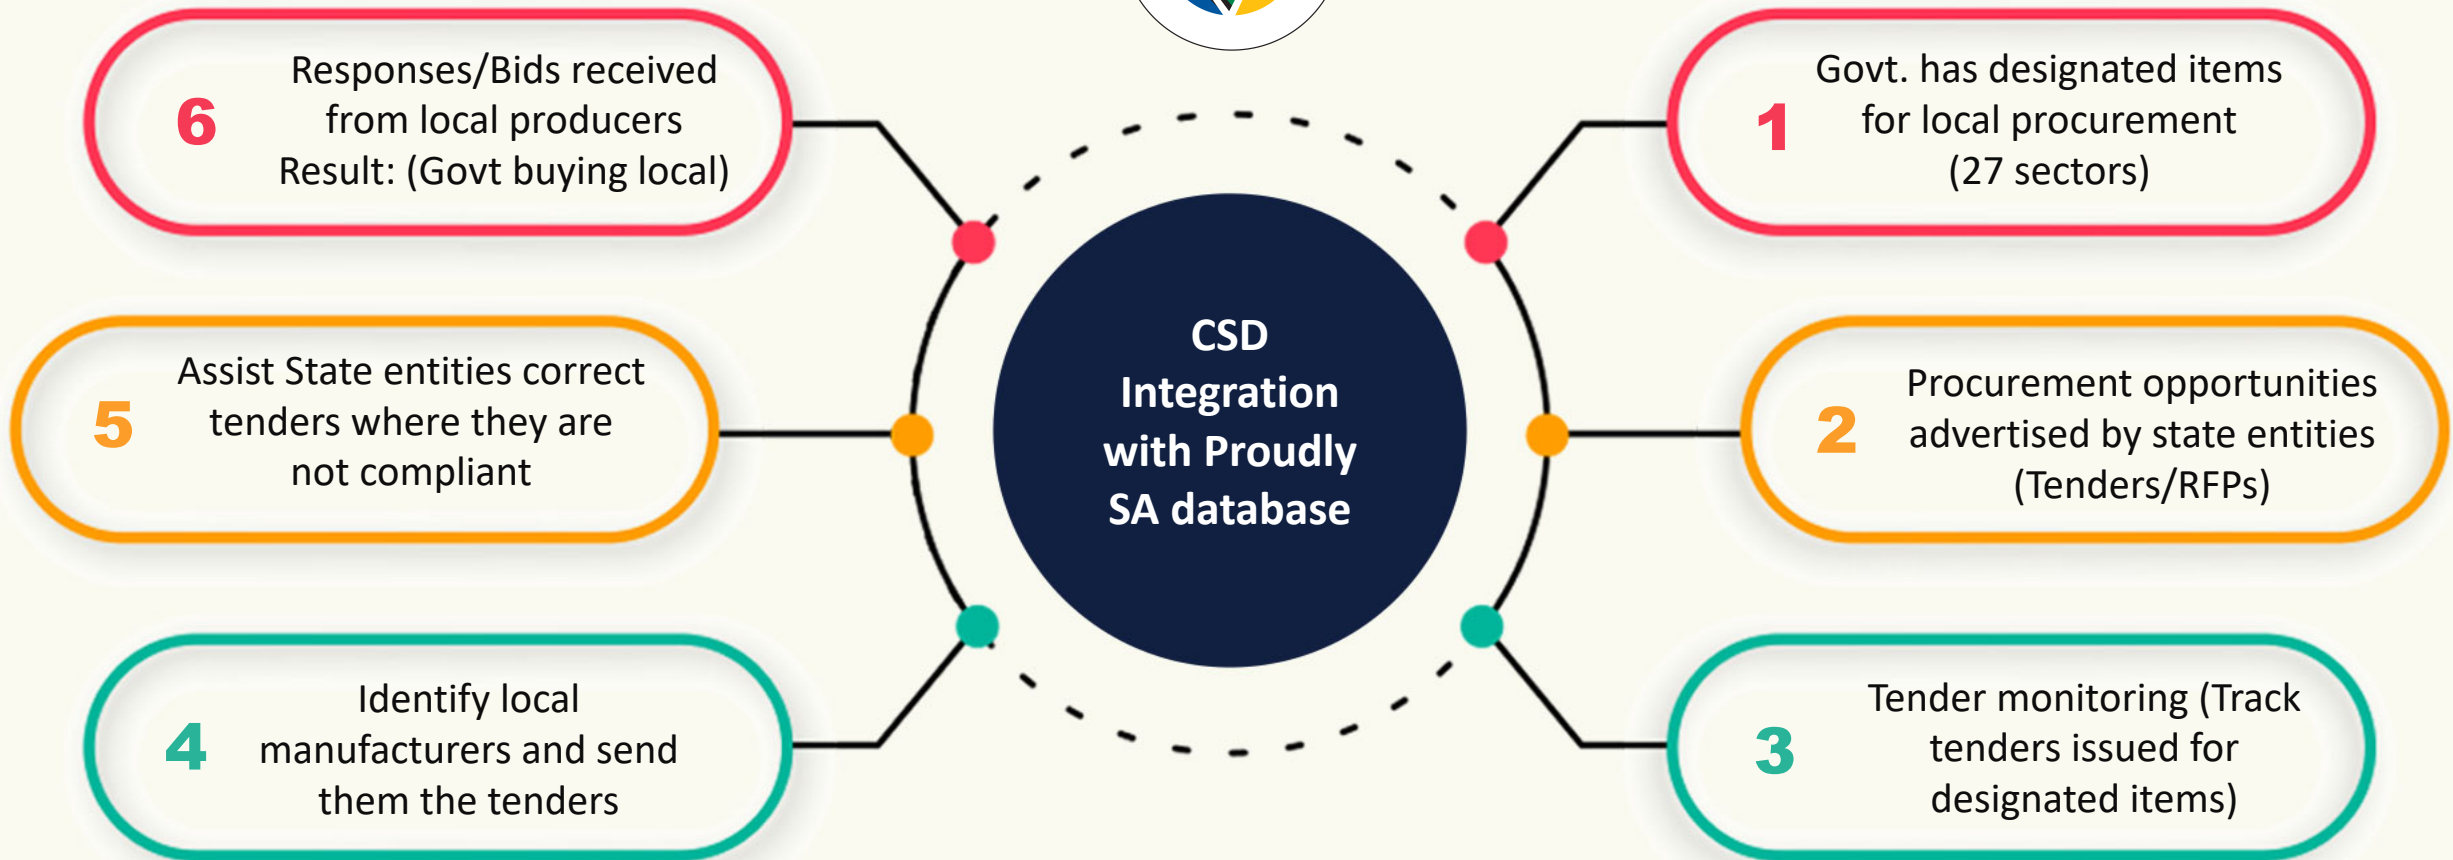 1
Govt. has designated items
for local procurement
(27 sectors)
2
Procurement opportunities
advertised by state entities
(Tenders/RFPs)
3
Tender monitoring (Track
tenders issued for
designated items)
4
Identify local
manufacturers and send
them the tenders
5
Assist State entities correct
tenders where they are
not compliant
6
Responses/Bids received
from local producers
Result: (Govt buying local)
CSD
Integration
with Proudly
SA database